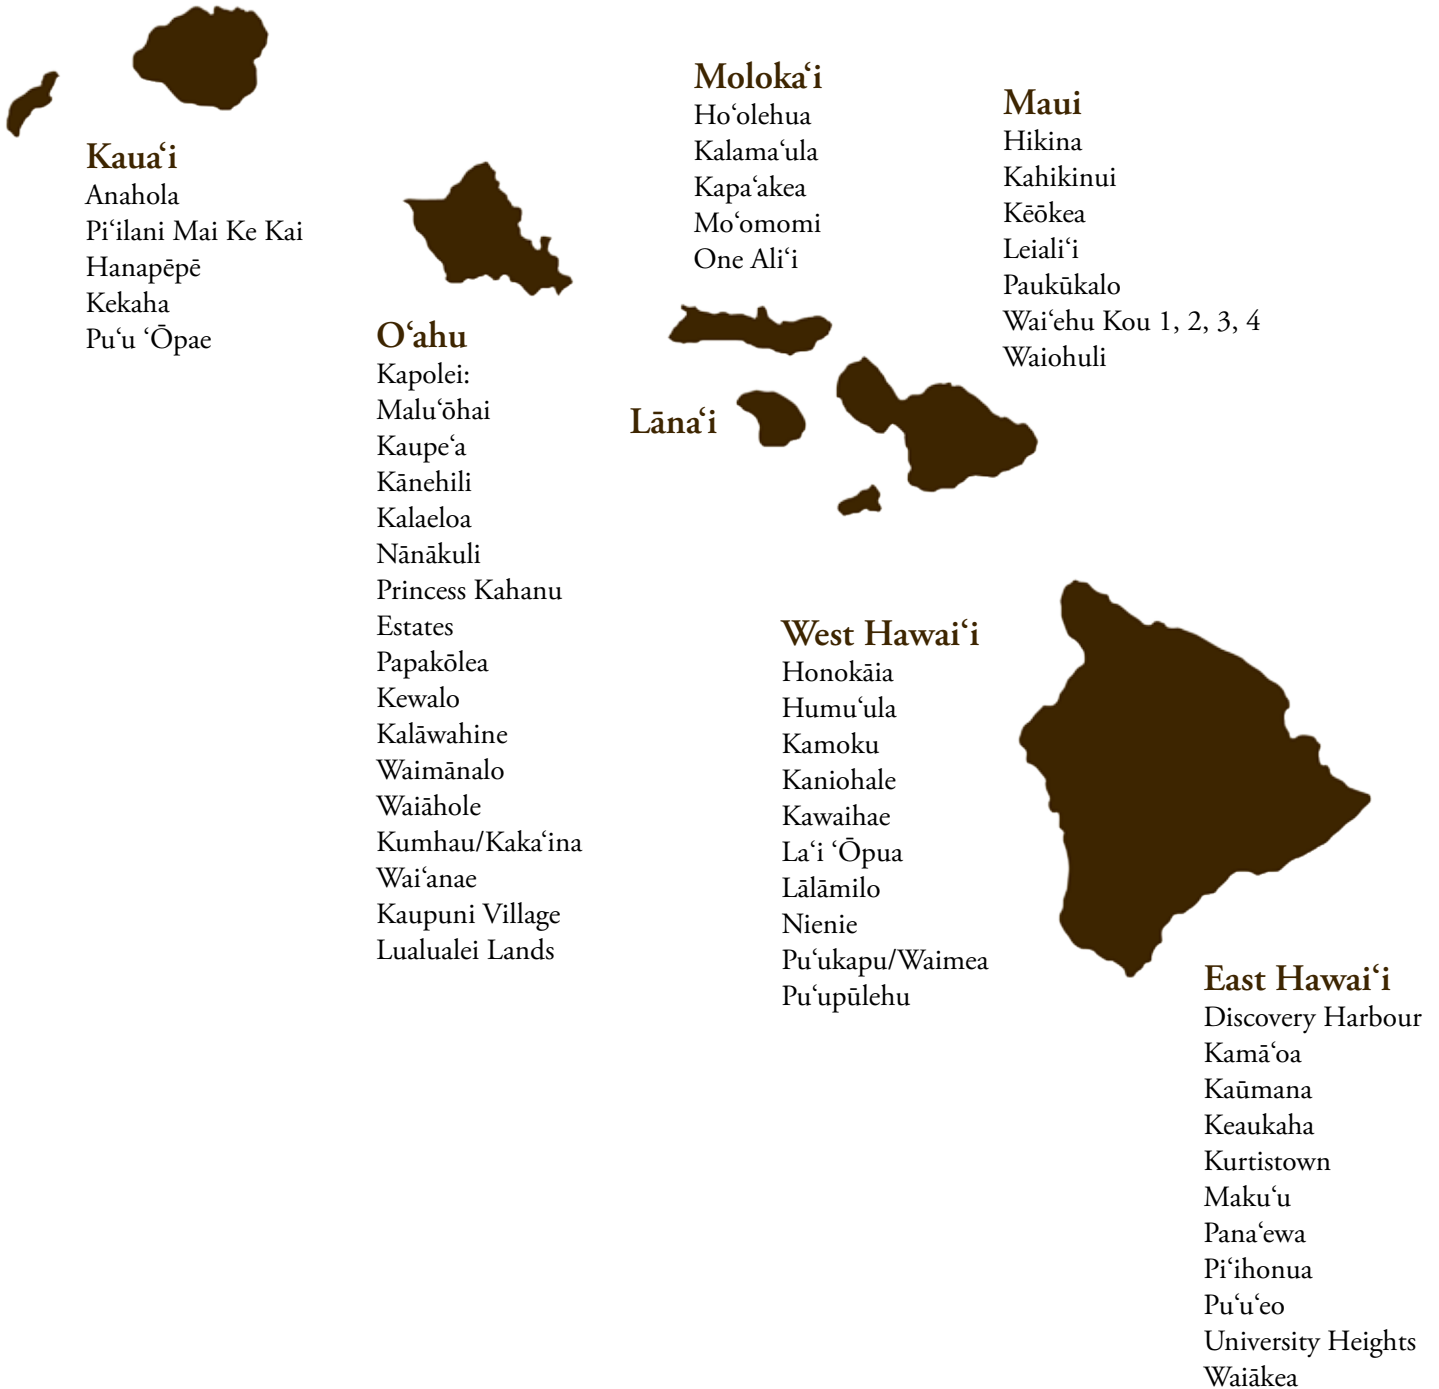 Kauaʻi
Anahola
Piʻilani Mai Ke Kai
Hanapēpē
Kekaha
Puʻu ʻŌpae
Oʻahu
Kapolei:
Maluʻōhai
Kaupeʻa
Kānehili
Kalaeloa
Nānākuli
Princess Kahanu
Estates
Papakōlea
Kewalo
Kalāwahine
Waimānalo
Waiāhole
Kumhau/Kakaʻina
Waiʻanae
Kaupuni Village
Lualualei Lands
Molokaʻi
Hoʻolehua
Kalamaʻula
Kapaʻakea
Moʻomomi
One Aliʻi
Lānaʻi
Maui
Hikina
Kahikinui
Kēōkea
Leialiʻi
Paukūkalo
Waiʻehu Kou 1, 2, 3, 4
Waiohuli
West Hawaiʻi
Honokāia
Humuʻula
Kamoku
Kaniohale
Kawaihae
Laʻi ʻŌpua
Lālāmilo
Nienie
Puʻukapu/Waimea
Puʻupūlehu
East Hawaiʻi
Discovery Harbour
Kamāʻoa
Kaūmana
Keaukaha
Kurtistown
Makuʻu
Panaʻewa
Piʻihonua
Puʻuʻeo
University Heights
Waiākea